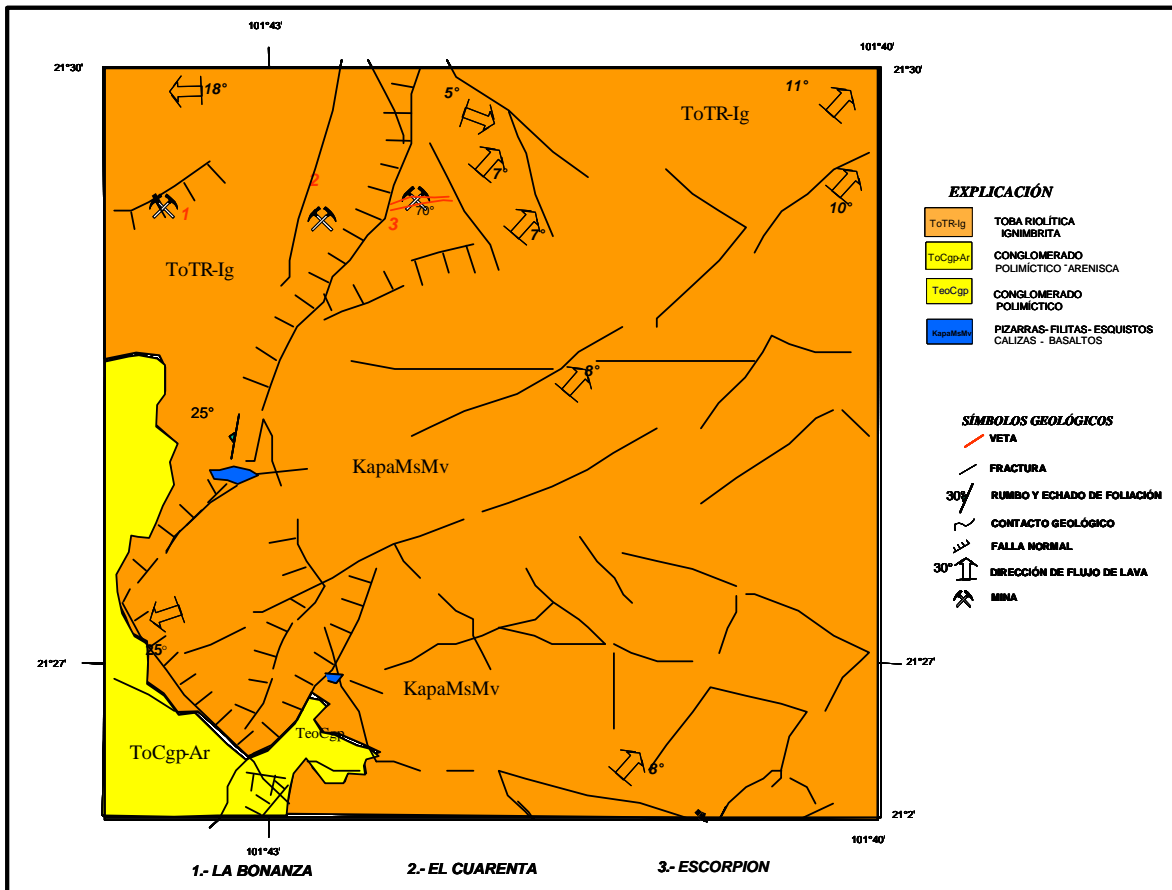 101°43'
101°40'
21°30'
21°30'
18°
5°
11°
ToTR-Ig
7°
2
1
70°
3
10°
7°
ToTR-Ig
8°
25°
KapaMsMv
25°
21°27'
21°27'
KapaMsMv
TeoCgp
ToCgp-Ar
8°
21°2'
101°43'
101°40'
1.- LA BONANZA
2.- EL CUARENTA
3.- ESCORPION
EXPLICACIÓN
ToTR-Ig
TOBA RIOLÍTICA
IGNIMBRITA
ToCgp-Ar
CONGLOMERADO
POLIMÍCTICO - ARENISCA
TeoCgp
CONGLOMERADO
POLIMÍCTICO
KapaMsMv
PIZARRAS- FILITAS- ESQUISTOS
CALIZAS - BASALTOS
SÍMBOLOS GEOLÓGICOS
VETA
FRACTURA
30°
RUMBO Y ECHADO DE FOLIACIÓN
CONTACTO GEOLÓGICO
FALLA NORMAL
30°
DIRECCIÓN DE FLUJO DE LAVA
MINA